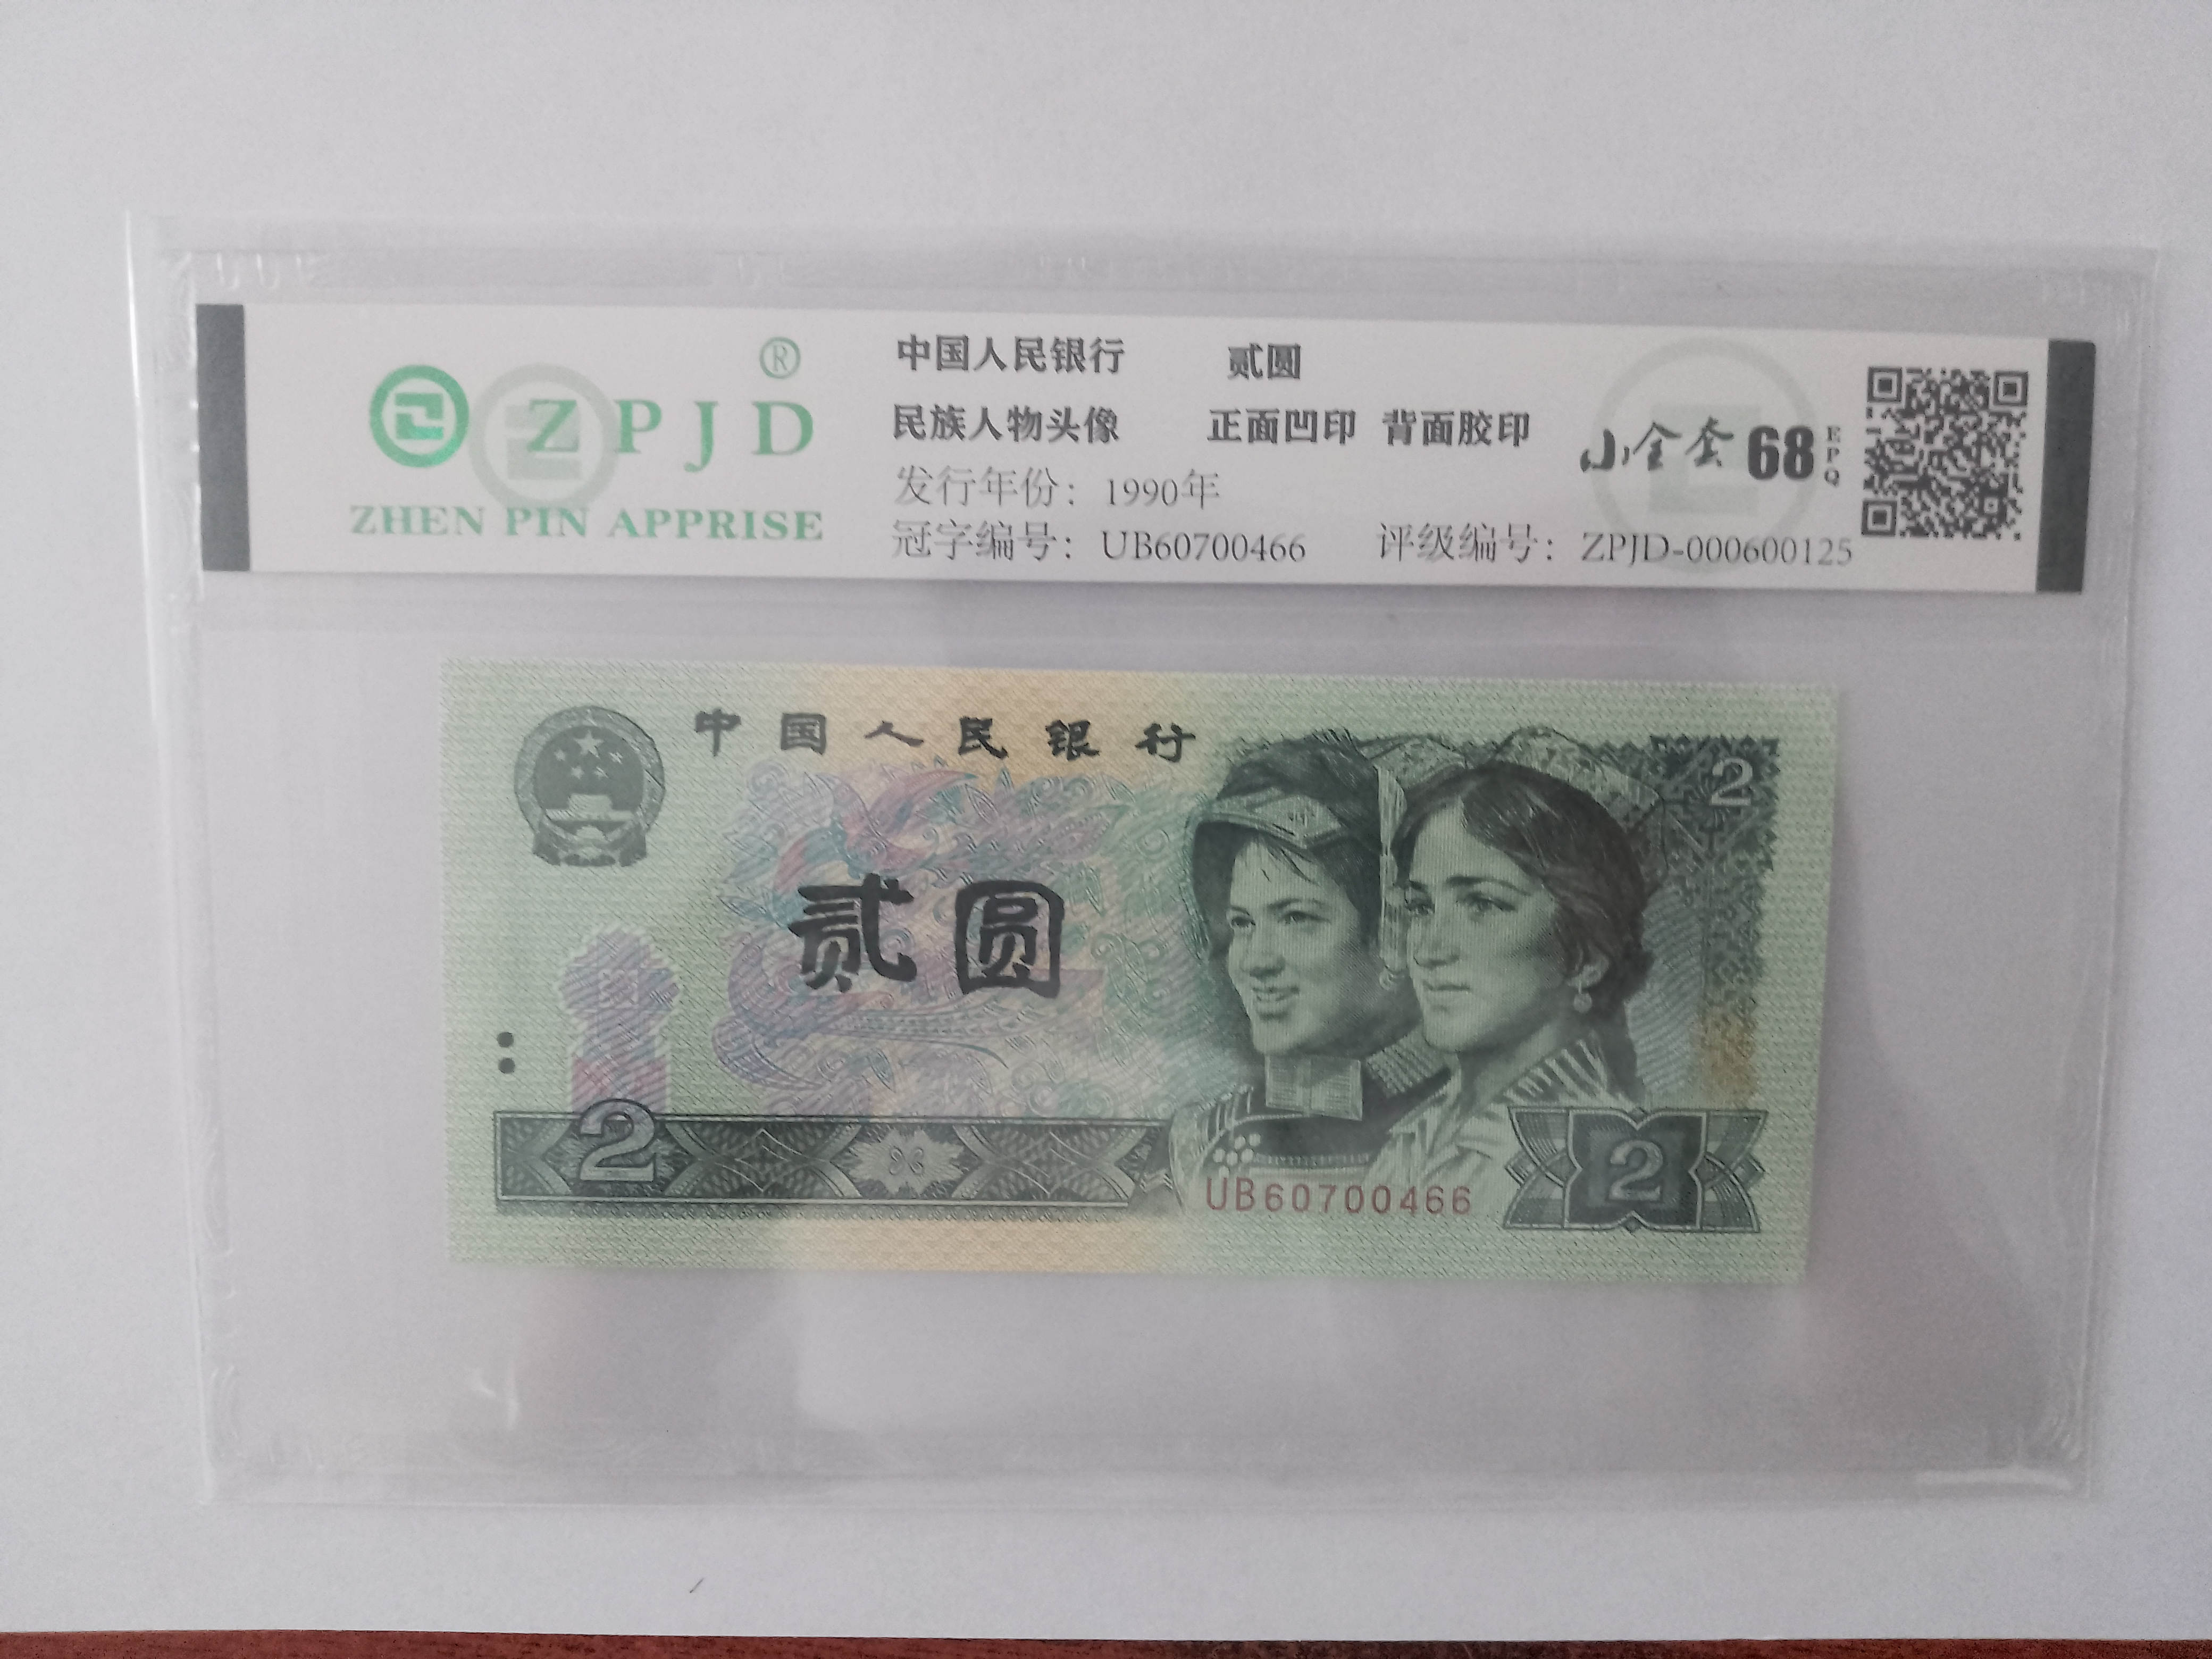 ®
ZPJD
ZHEN PIN APPRISE
中国人民银行 贰圆
民族人物头像 正面凹印 背面胶印
发行年份：1990年
冠字编号：UB60700466 评级编号：ZPJD-000600125
小全套 68 EPQ
中国人民银行
2
贰圆
2
UB60700466
2